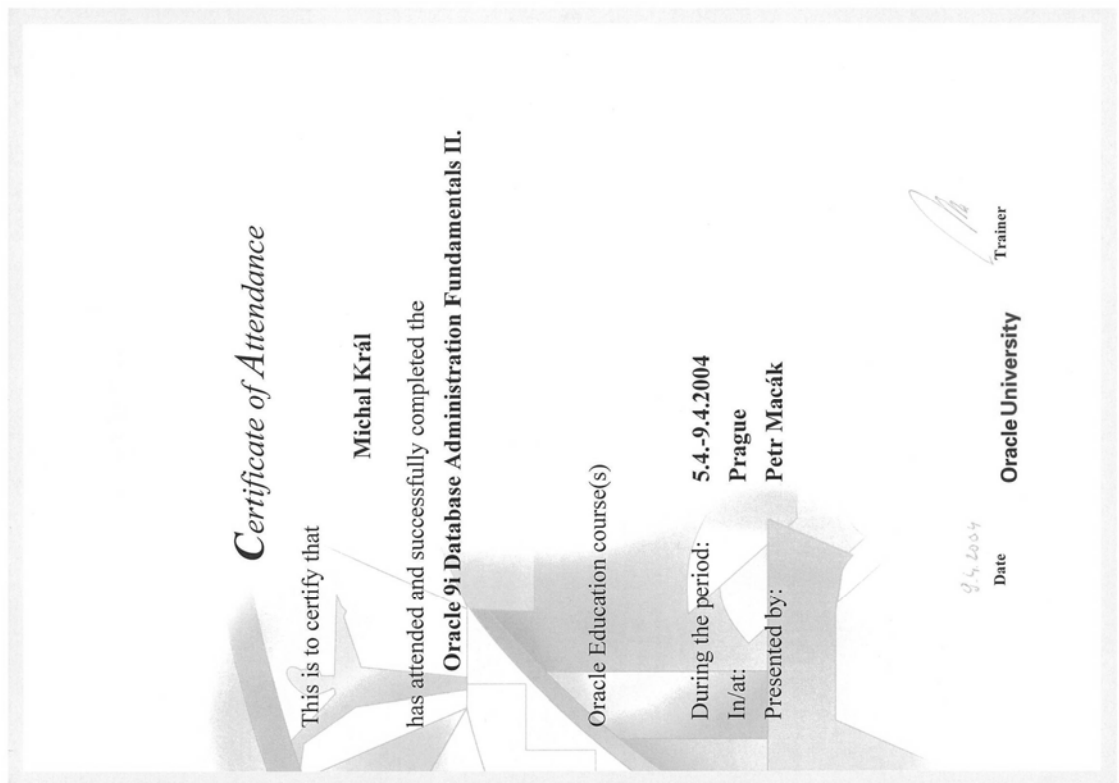 Certificate of Attendance
This is to certify that
Michal Král
has attended and successfully completed the
Oracle 9i Database Administration Fundamentals II.
Oracle Education course(s)
During the period: 5.4.-9.4.2004
In/at: Prague
Presented by: Petr Macák
9.4.2004
Date
Oracle University
Trainer